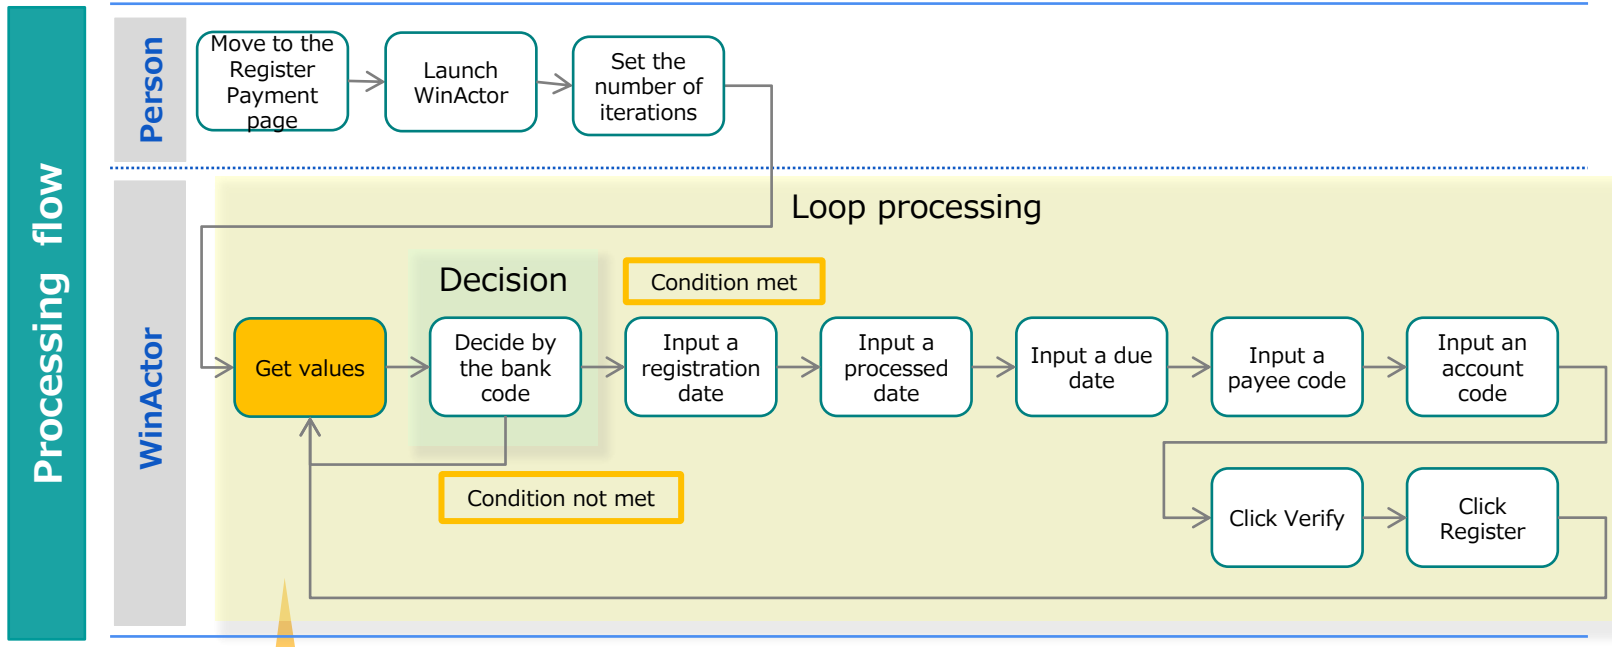 Processing flow
Person
Move to the
Register
Payment
page
Launch
WinActor
Set the
number of
iterations
WinActor
Loop processing
Decision
Condition met
Get values
Decide by
the bank
code
Input a
registration
date
Input a
processed
date
Input a due
date
Input a
payee code
Input an
account
code
Condition not met
Click Verify
Click
Register